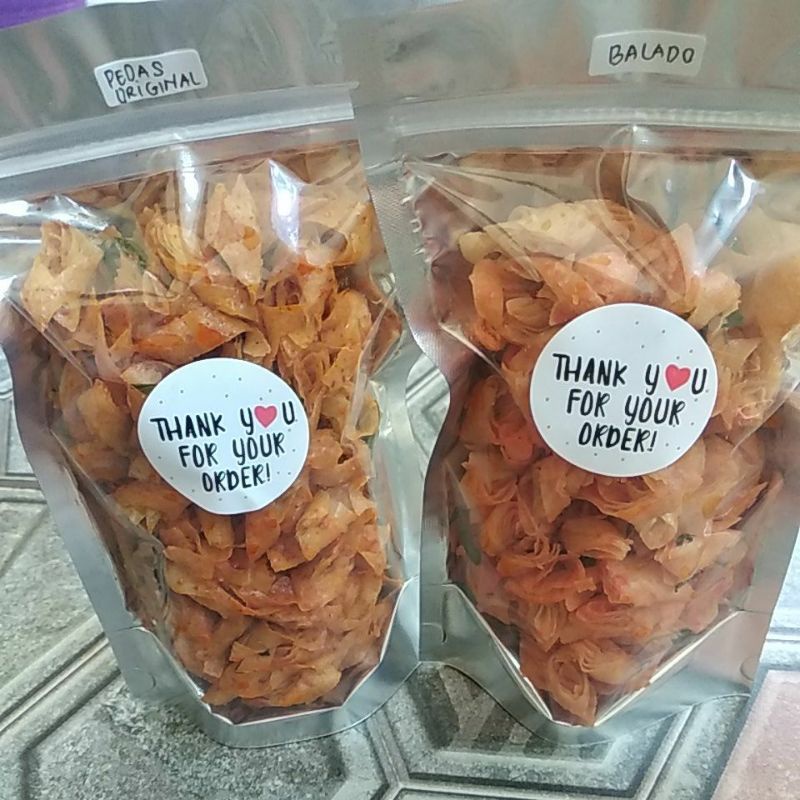 PEDAS
ORIGINAL
BALADO
THANK YOU.
FOR YOUR
ORDER!
THANK YOU.
FOR YOUR
ORDER!